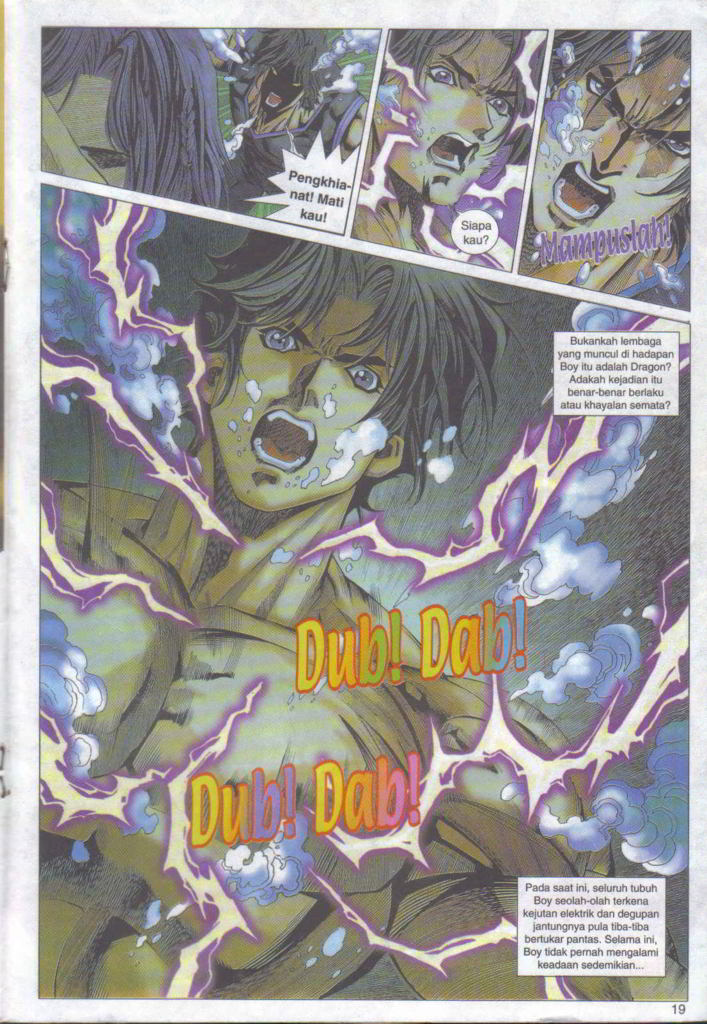 Pengkhia-
nat! Mati
kau!
Siapa
kau?
Mampuslah!
Bukankah lembaga
yang muncul di hadapan
Boy itu adalah Dragon?
Adakah kejadian itu
benar-benar berlaku
atau khayalan semata?
Dub! Dab!
Dub! Dab!
Pada saat ini, seluruh tubuh
Boy seolah-olah terkena
kejutan elektrik dan degupan
jantungnya pula tiba-tiba
bertukar pantas. Selama ini,
Boy tidak pernah mengalami
keadaan sedemikian...
19